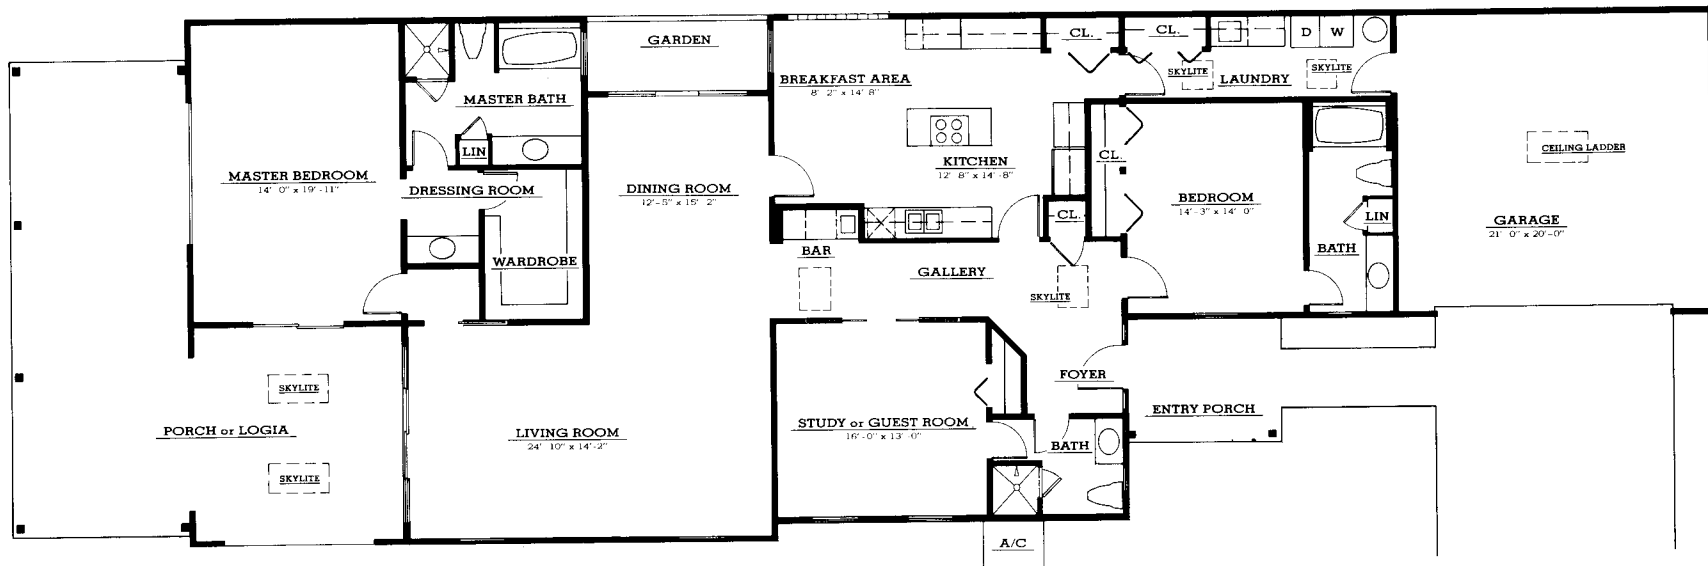 GARDEN
CL.
CL.
D W
BREAKFAST AREA
8' 2" x 14' 8"
SKYLITE
LAUNDRY
SKYLITE
MASTER BATH
LIN
KITCHEN
12' 8" x 14'-8"
CL.
CEILING LADDER
MASTER BEDROOM
14' 0" x 19'-11"
DRESSING ROOM
DINING ROOM
12'-5" x 15' 2"
BEDROOM
14'-3" x 14' 0"
CL.
LIN
GARAGE
21' 0" x 20'-0"
BAR
BATH
WARDROBE
GALLERY
SKYLITE
SKYLITE
FOYER
PORCH or LOGIA
LIVING ROOM
24' 10" x 14'-2"
STUDY or GUEST ROOM
16'-0" x 13' -0"
ENTRY PORCH
BATH
SKYLITE
A/C